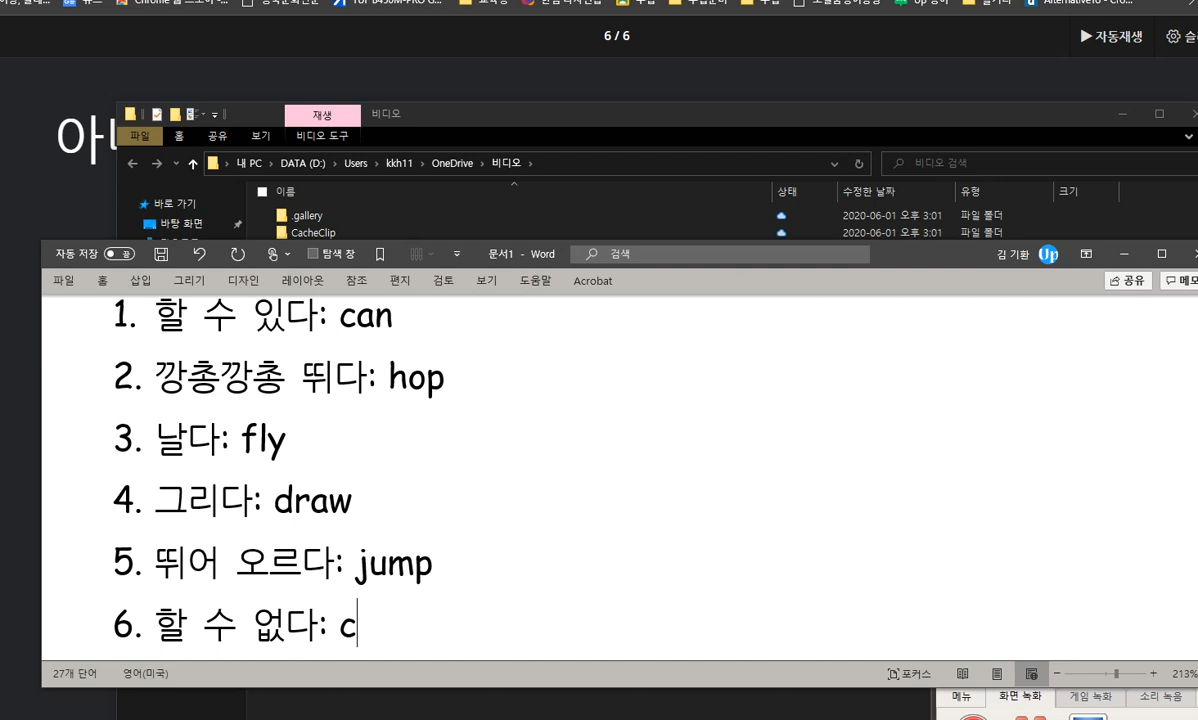 6 / 6
▶ 자동재생
재생
비디오
파일 홈 공유 보기 비디오 도구
내 PC > DATA (D:) > Users > kkh11 > OneDrive > 비디오 >
비디오 검색
바로 가기
바탕 화면
이름 상태 수정한 날짜 유형 크기
.gallery 2020-06-01 오후 3:01 파일 폴더
CacheClip 2020-06-01 오후 3:01 파일 폴더
자동 저장 끔 탐색 창 문서1 - Word 검색 김 기환 Up
파일 홈 삽입 그리기 디자인 레이아웃 참조 편지 검토 보기 도움말 Acrobat 공유 메모
1. 할 수 있다: can
2. 깡총깡총 뛰다: hop
3. 날다: fly
4. 그리다: draw
5. 뛰어 오르다: jump
6. 할 수 없다: c
27개 단어 영어(미국) 포커스 213%
메뉴 화면 녹화 게임 녹화 소리 녹음